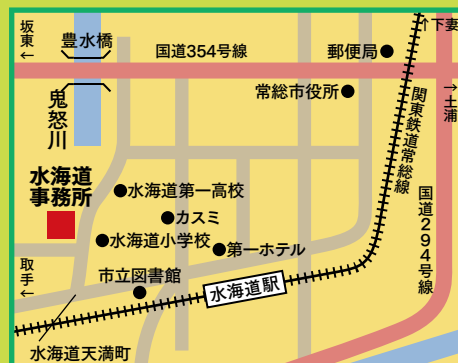 坂東←
豊水橋
国道354号線
郵便局
↑下妻
常総市役所
→土浦
鬼怒川
関東鉄道常総線
水海道
事務所
水海道第一高校
カスミ
国道294号線
水海道小学校
第一ホテル
取手←
市立図書館
水海道駅
水海道天満町